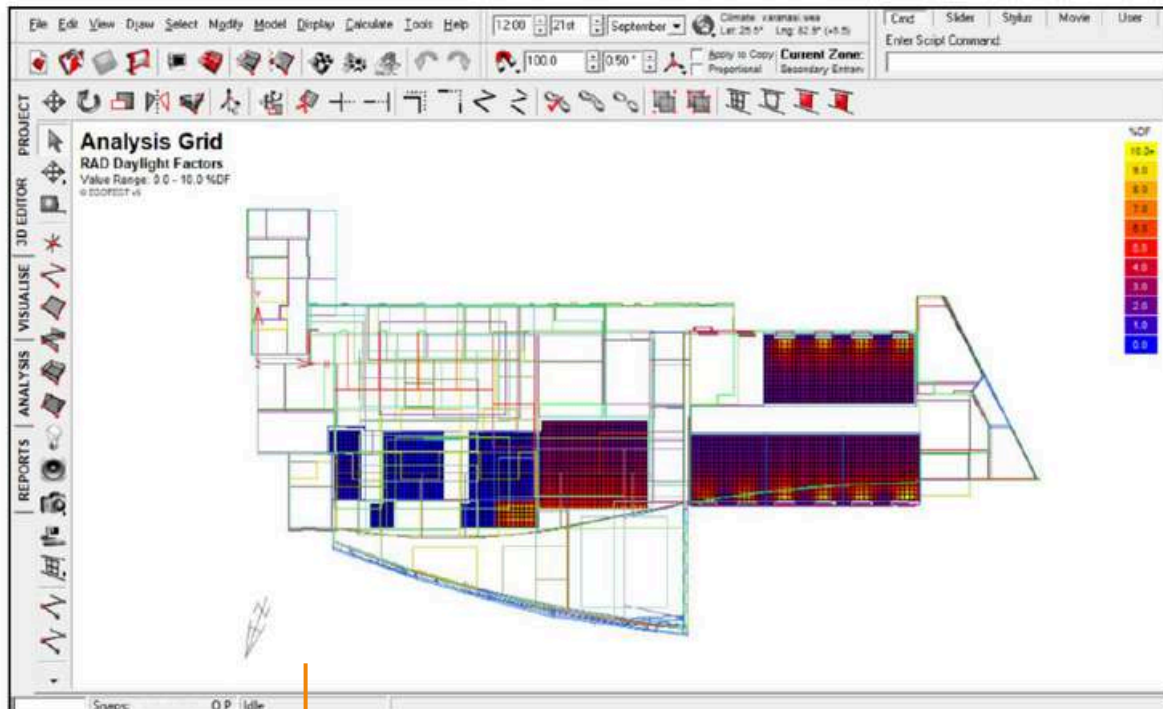 File Edit View Draw Select Modify Model Display Calculate Tools Help
12:00 21st September
Climate:
Lat: 25.5° Lng: 82.9° (+5.5)
Cmd Slider Stylus Movie User
Enter Script Command:
100.0 0.50 °
Apply to Copy
Proportional
Current Zone:
Secondary Entran
PROJECT
3D EDITOR
VISUALISE
ANALYSIS
REPORTS
Analysis Grid
RAD Daylight Factors
Value Range: 0.0 - 10.0 %DF
© ECOTECT v5
%DF
10.0+
9.0
8.0
7.0
6.0
5.0
4.0
3.0
2.0
1.0
0.0
Snaps: O P Idle